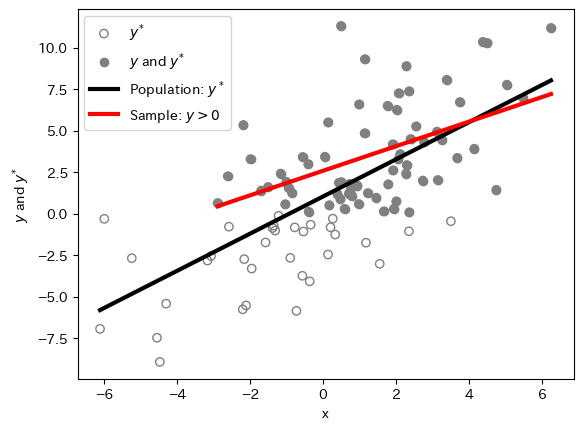 y*
y and y*
Population: y*
Sample: y > 0
10.0
7.5
5.0
2.5
0.0
−2.5
−5.0
−7.5
y and y*
−6 −4 −2 0 2 4 6
x